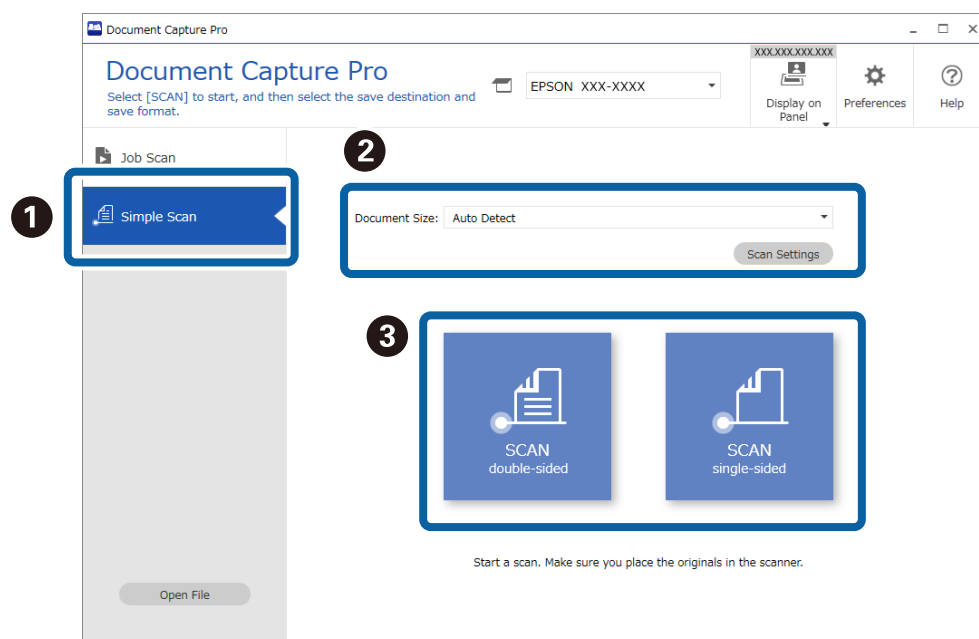 Document Capture Pro
Document Capture Pro
Select [SCAN] to start, and then select the save destination and
save format.
EPSON XXX-XXXX
XXX.XXX.XXX.XXX
Display on
Panel
Preferences
Help
Job Scan
1
Simple Scan
2
Document Size: Auto Detect
Scan Settings
3
SCAN
double-sided
SCAN
single-sided
Start a scan. Make sure you place the originals in the scanner.
Open File